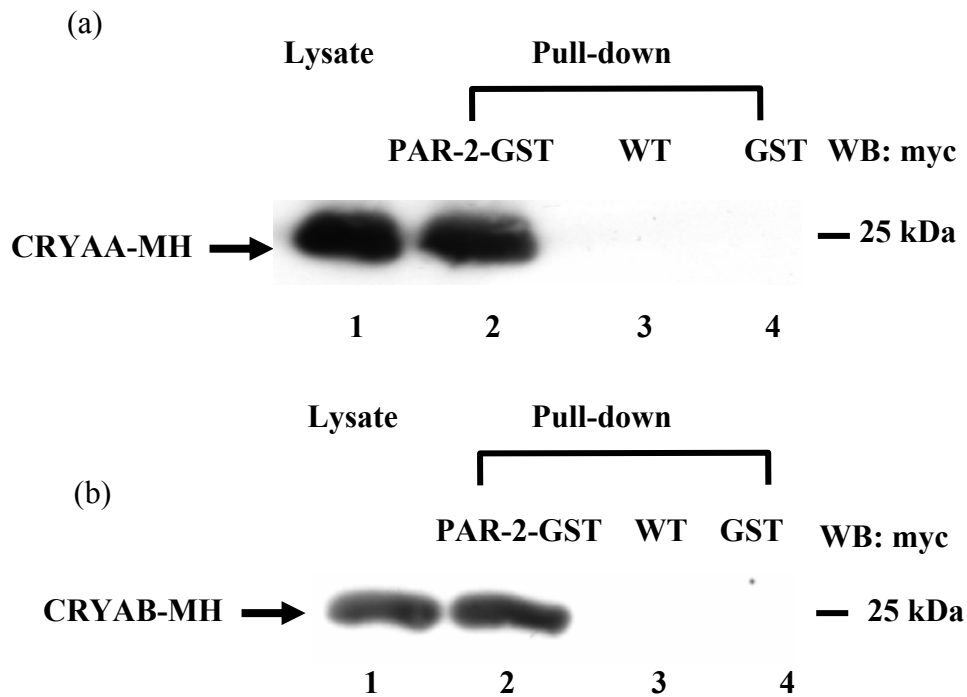 (a)
Lysate Pull-down
PAR-2-GST WT GST WB: myc
CRYAA-MH 25 kDa
1 2 3 4
Lysate Pull-down
(b)
PAR-2-GST WT GST WB: myc
CRYAB-MH 25 kDa
1 2 3 4